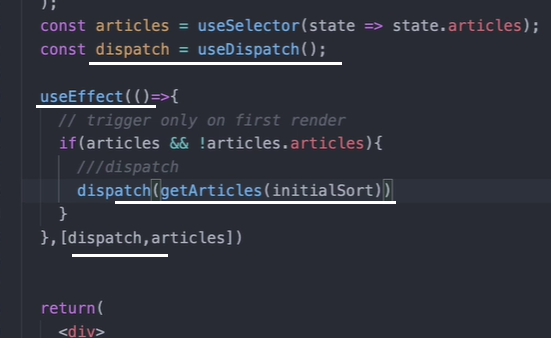 );
const articles = useSelector(state => state.articles);
const dispatch = useDispatch();
useEffect(()=>{
// trigger only on first render
if(articles && !articles.articles){
///dispatch
dispatch(getArticles(initialSort))
}
},[dispatch,articles])
return(
<div>